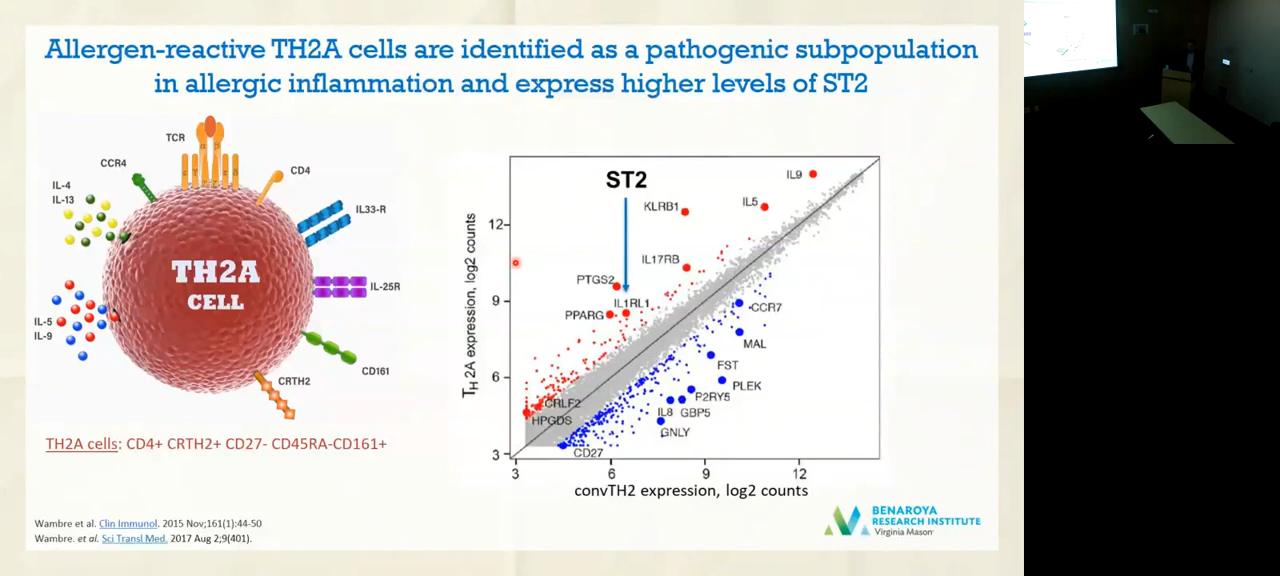 Allergen-reactive TH2A cells are identified as a pathogenic subpopulation
in allergic inflammation and express higher levels of ST2
TCR
CCR4
CD4
IL-4
IL-13
IL33-R
TH2A
CELL
IL-25R
IL-5
IL-9
CD161
CRTH2
TH2A cells: CD4+ CRTH2+ CD27- CD45RA-CD161+
ST2
IL9
KLRB1
IL5
IL17RB
PTGS2
IL1RL1
PPARG
CCR7
MAL
FST
PLEK
P2RY5
IL8
GBP5
GNLY
CRLF2
HPGDS
CD27
12
9
6
3
TH 2A expression, log2 counts
3 6 9 12
convTH2 expression, log2 counts
Wambre et al. Clin Immunol. 2015 Nov;161(1):44-50
Wambre. et al. Sci Transl Med. 2017 Aug 2;9(401).
BENAROYA
RESEARCH INSTITUTE
Virginia Mason